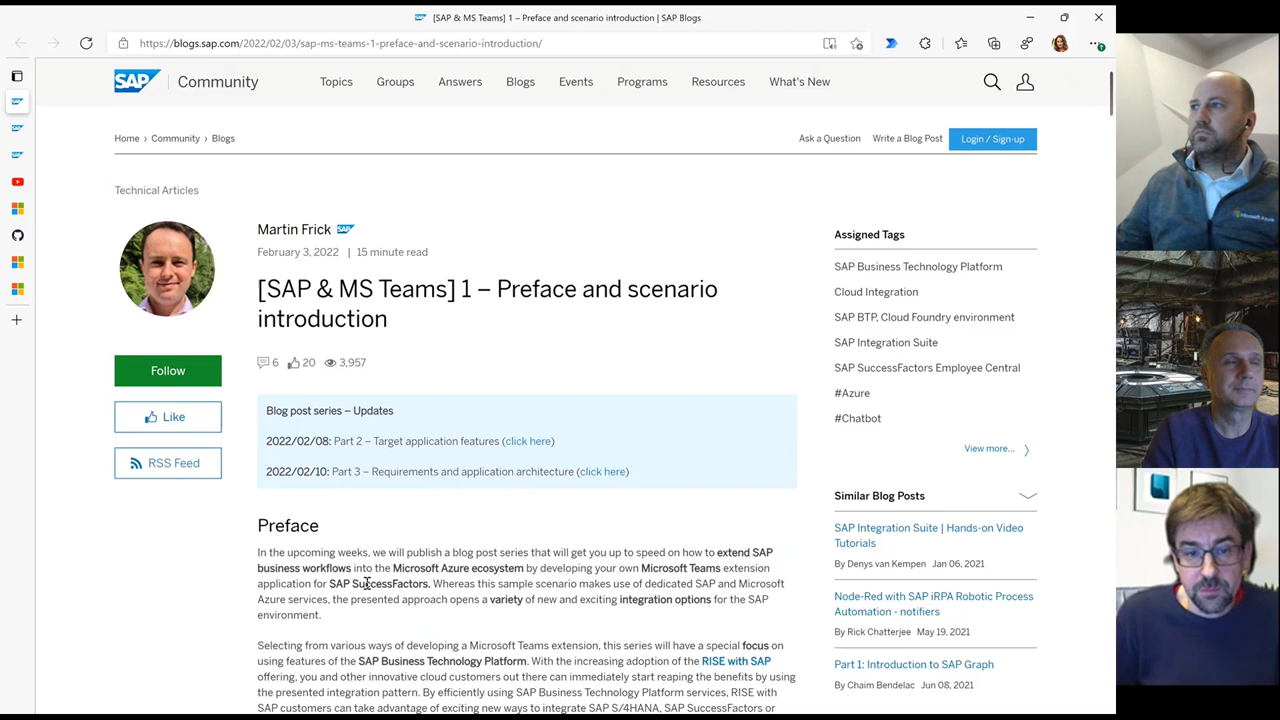 [SAP & MS Teams] 1 – Preface and scenario introduction | SAP Blogs
https://blogs.sap.com/2022/02/03/sap-ms-teams-1-preface-and-scenario-introduction/
SAP Community
Topics Groups Answers Blogs Events Programs Resources What's New
Home › Community › Blogs
Ask a Question Write a Blog Post Login / Sign-up
Technical Articles
Martin Frick SAP
February 3, 2022 | 15 minute read
[SAP & MS Teams] 1 – Preface and scenario
introduction
6 20 3,957
Follow
Like
RSS Feed
Blog post series – Updates
2022/02/08: Part 2 – Target application features (click here)
2022/02/10: Part 3 – Requirements and application architecture (click here)
Preface
In the upcoming weeks, we will publish a blog post series that will get you up to speed on how to extend SAP
business workflows into the Microsoft Azure ecosystem by developing your own Microsoft Teams extension
application for SAP SuccessFactors. Whereas this sample scenario makes use of dedicated SAP and Microsoft
Azure services, the presented approach opens a variety of new and exciting integration options for the SAP
environment.
Selecting from various ways of developing a Microsoft Teams extension, this series will have a special focus on
using features of the SAP Business Technology Platform. With the increasing adoption of the RISE with SAP
offering, you and other innovative cloud customers out there can immediately start reaping the benefits by using
the presented integration pattern. By efficiently using SAP Business Technology Platform services, RISE with
SAP customers can take advantage of exciting new ways to integrate SAP S/4HANA, SAP SuccessFactors or
Assigned Tags
SAP Business Technology Platform
Cloud Integration
SAP BTP, Cloud Foundry environment
SAP Integration Suite
SAP SuccessFactors Employee Central
#Azure
#Chatbot
View more...
Similar Blog Posts
SAP Integration Suite | Hands-on Video
Tutorials
By Denys van Kempen Jan 06, 2021
Node-Red with SAP iRPA Robotic Process
Automation - notifiers
By Rick Chatterjee May 19, 2021
Part 1: Introduction to SAP Graph
By Chaim Bendelac Jun 08, 2021
Microsoft Azure